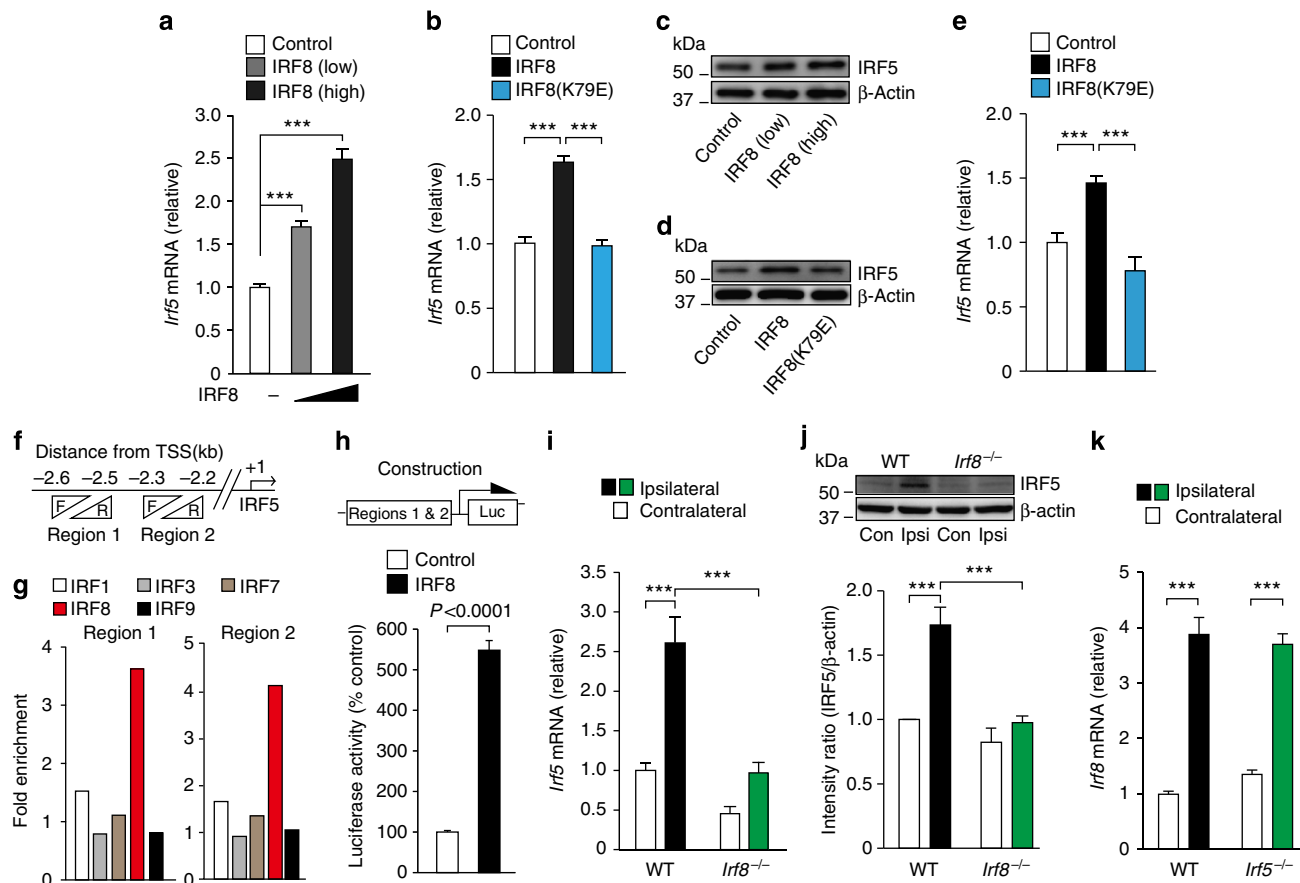 a
Control
IRF8 (low)
IRF8 (high)
Irf5 mRNA (relative)
3.0
2.5
2.0
1.5
1.0
0.5
0
***
***
IRF8
–
b
Control
IRF8
IRF8(K79E)
Irf5 mRNA (relative)
2.0
1.5
1.0
0.5
0
*** ***
c
kDa
50
37
IRF5
β-Actin
Control
IRF8 (low)
IRF8 (high)
d
kDa
50
37
IRF5
β-Actin
Control
IRF8
IRF8(K79E)
e
Control
IRF8
IRF8(K79E)
Irf5 mRNA (relative)
2.0
1.5
1.0
0.5
0
*** ***
f
Distance from TSS(kb)
−2.6 −2.5 −2.3 −2.2 +1
F R F R IRF5
Region 1 Region 2
g
IRF1 IRF3 IRF7
IRF8 IRF9
Region 1
Fold enrichment
4
3
2
1
0
Region 2
5
4
3
2
1
0
h
Construction
Regions 1 & 2 Luc
Control
IRF8
P<0.0001
Luciferase activity (% control)
600
500
400
300
200
100
0
i
Ipsilateral
Contralateral
Irf5 mRNA (relative)
3.5
3.0
2.5
2.0
1.5
1.0
0.5
0
*** ***
WT Irf8−/−
j
kDa WT Irf8−/−
50 IRF5
37 β-actin
Con Ipsi Con Ipsi
Intensity ratio (IRF5/β-actin)
2.0
1.5
1.0
0.5
0
*** ***
WT Irf8−/−
k
Ipsilateral
Contralateral
Irf8 mRNA (relative)
5
4
3
2
1
0
*** ***
WT Irf5−/−